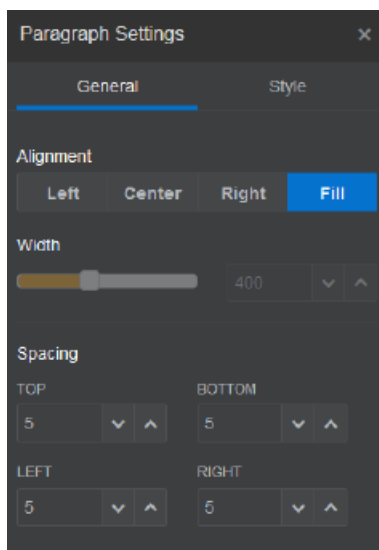 Paragraph Settings ×
General Style
Alignment
Left Center Right Fill
Width
400
Spacing
TOP BOTTOM
5 5
LEFT RIGHT
5 5